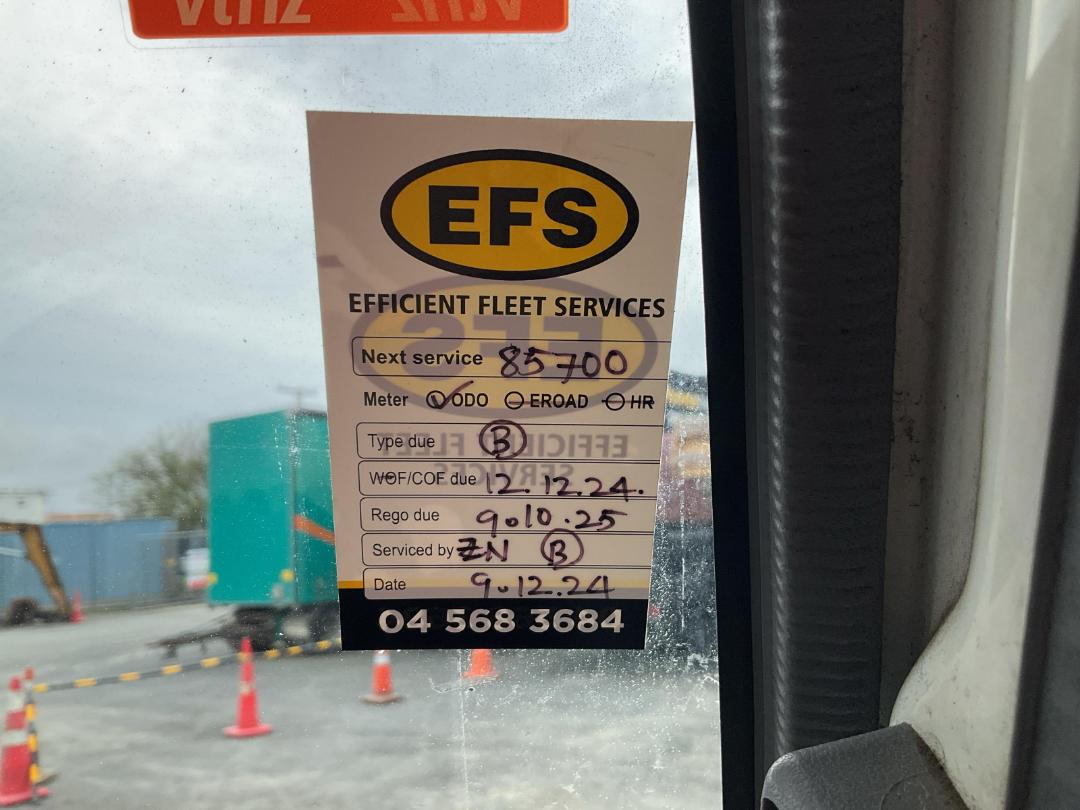 vtnz
EFS
EFFICIENT FLEET SERVICES
Next service 85700
Meter ODO EROAD HR
Type due B
WOF/COF due 12.12.24.
Rego due 9.10.25
Serviced by ZN B
Date 9.12.24
04 568 3684